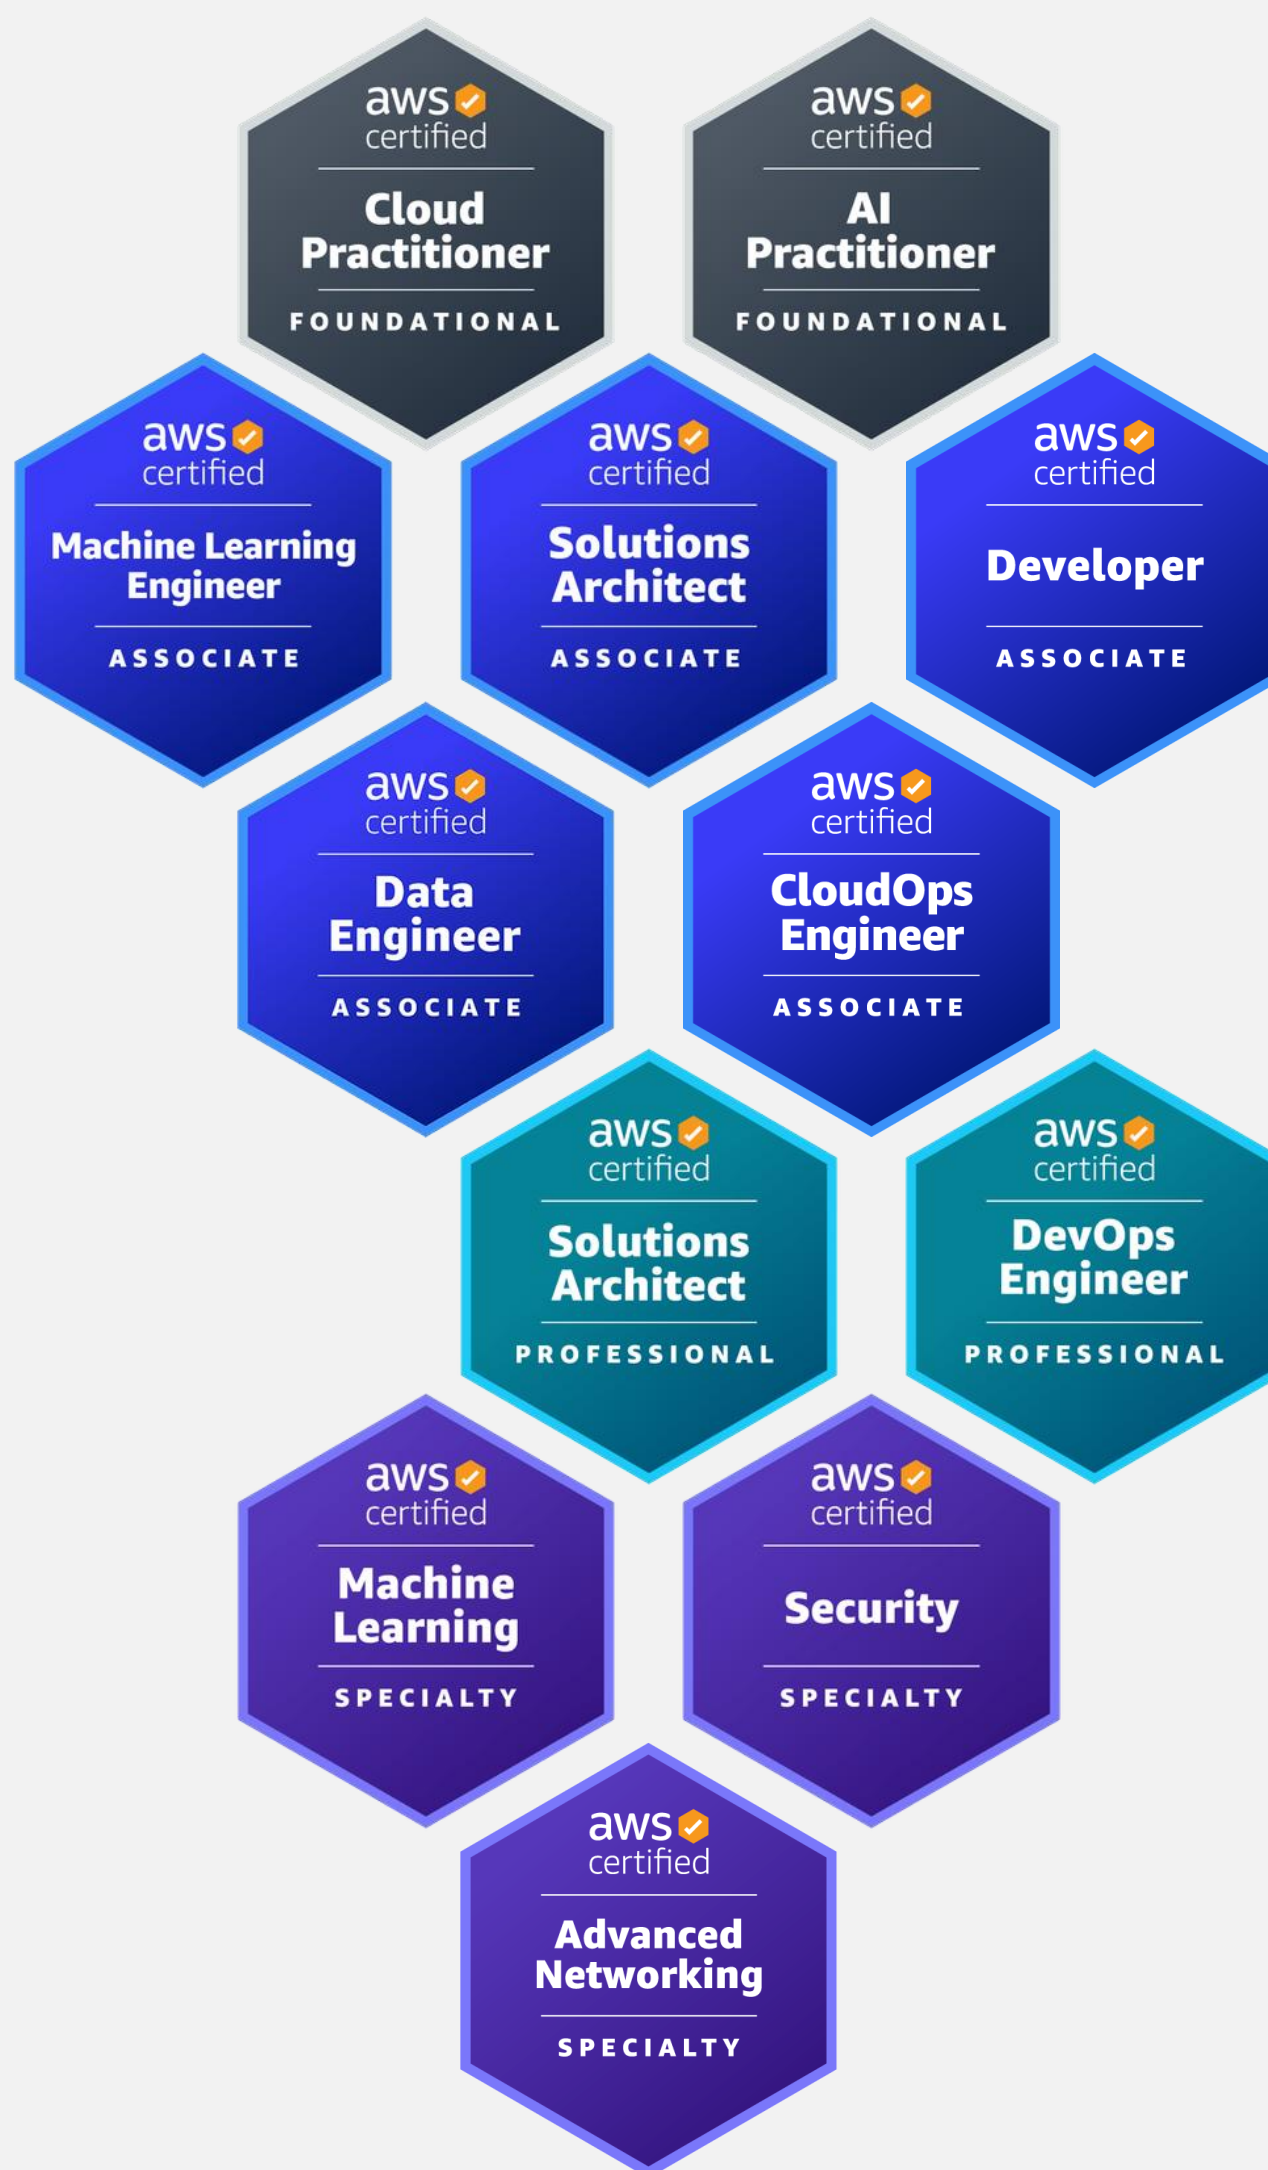 aws
certified
Cloud
Practitioner
FOUNDATIONAL
aws
certified
AI
Practitioner
FOUNDATIONAL
aws
certified
Machine Learning
Engineer
ASSOCIATE
aws
certified
Solutions
Architect
ASSOCIATE
aws
certified
Developer
ASSOCIATE
aws
certified
Data
Engineer
ASSOCIATE
aws
certified
CloudOps
Engineer
ASSOCIATE
aws
certified
Solutions
Architect
PROFESSIONAL
aws
certified
DevOps
Engineer
PROFESSIONAL
aws
certified
Machine
Learning
SPECIALTY
aws
certified
Security
SPECIALTY
aws
certified
Advanced
Networking
SPECIALTY